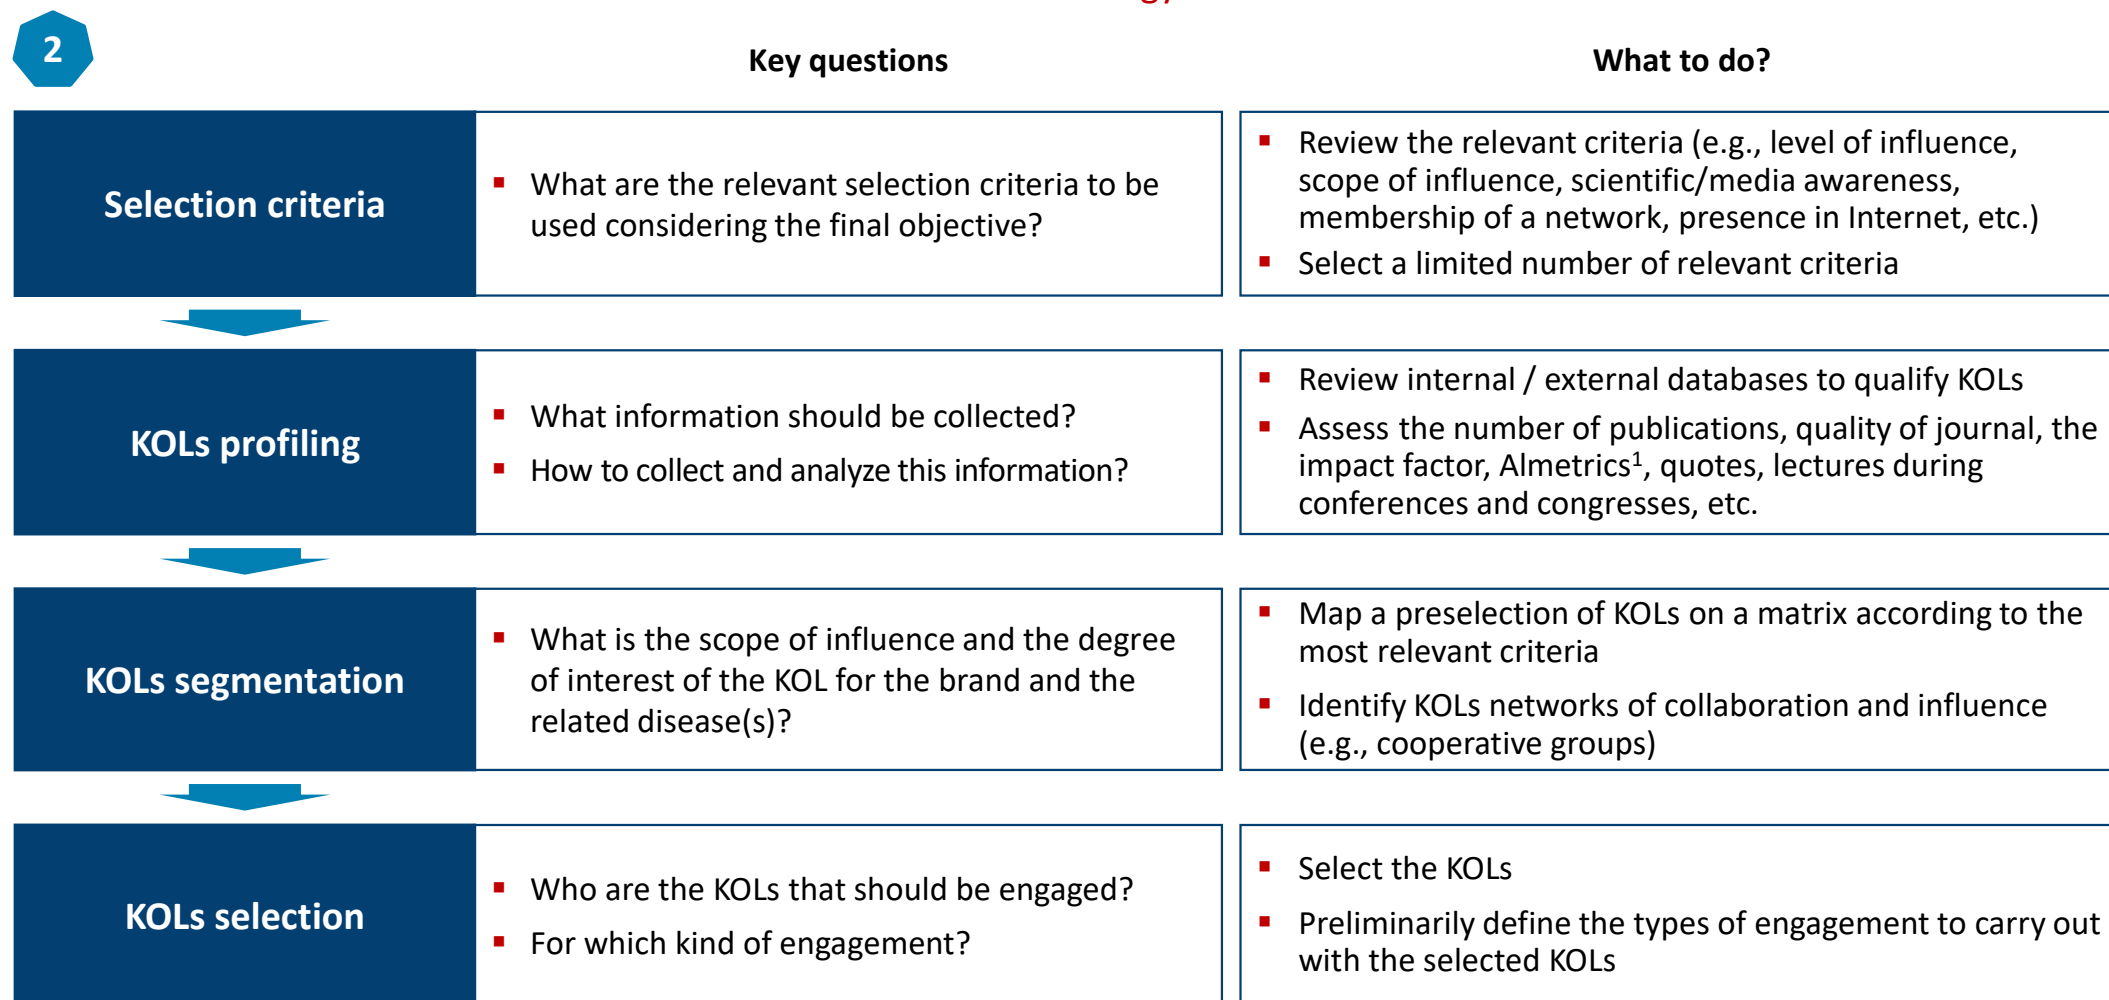 gy
2
Key questions
What to do?
Selection criteria
▪ What are the relevant selection criteria to be
used considering the final objective?
▪ Review the relevant criteria (e.g., level of influence,
scope of influence, scientific/media awareness,
membership of a network, presence in Internet, etc.)
▪ Select a limited number of relevant criteria
KOLs profiling
▪ What information should be collected?
▪ How to collect and analyze this information?
▪ Review internal / external databases to qualify KOLs
▪ Assess the number of publications, quality of journal, the
impact factor, Almetrics¹, quotes, lectures during
conferences and congresses, etc.
KOLs segmentation
▪ What is the scope of influence and the degree
of interest of the KOL for the brand and the
related disease(s)?
▪ Map a preselection of KOLs on a matrix according to the
most relevant criteria
▪ Identify KOLs networks of collaboration and influence
(e.g., cooperative groups)
KOLs selection
▪ Who are the KOLs that should be engaged?
▪ For which kind of engagement?
▪ Select the KOLs
▪ Preliminarily define the types of engagement to carry out
with the selected KOLs